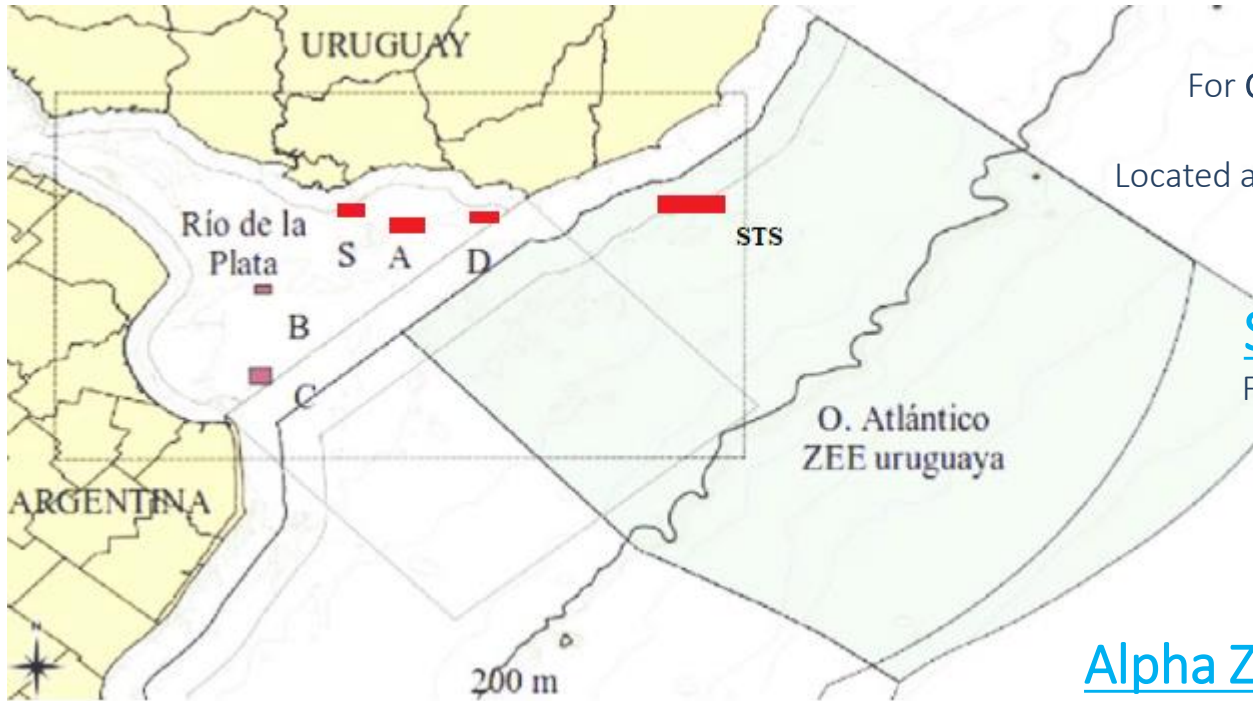 URUGUAY
For
Located a
Río de la
Plata
S
A
D
STS
B
C
O. Atlántico
ZEE uruguaya
ARGENTINA
N
200 m
Alpha Z